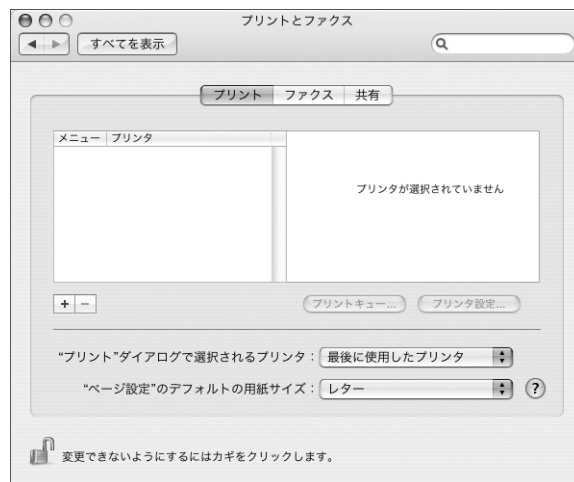 プリントとファクス
すべてを表示
プリント ファクス 共有
メニュー プリンタ
プリンタが選択されていません
+ −
プリントキュー... プリンタ設定...
“プリント”ダイアログで選択されるプリンタ： 最後に使用したプリンタ
“ページ設定”のデフォルトの用紙サイズ： レター ?
変更できないようにするにはカギをクリックします。